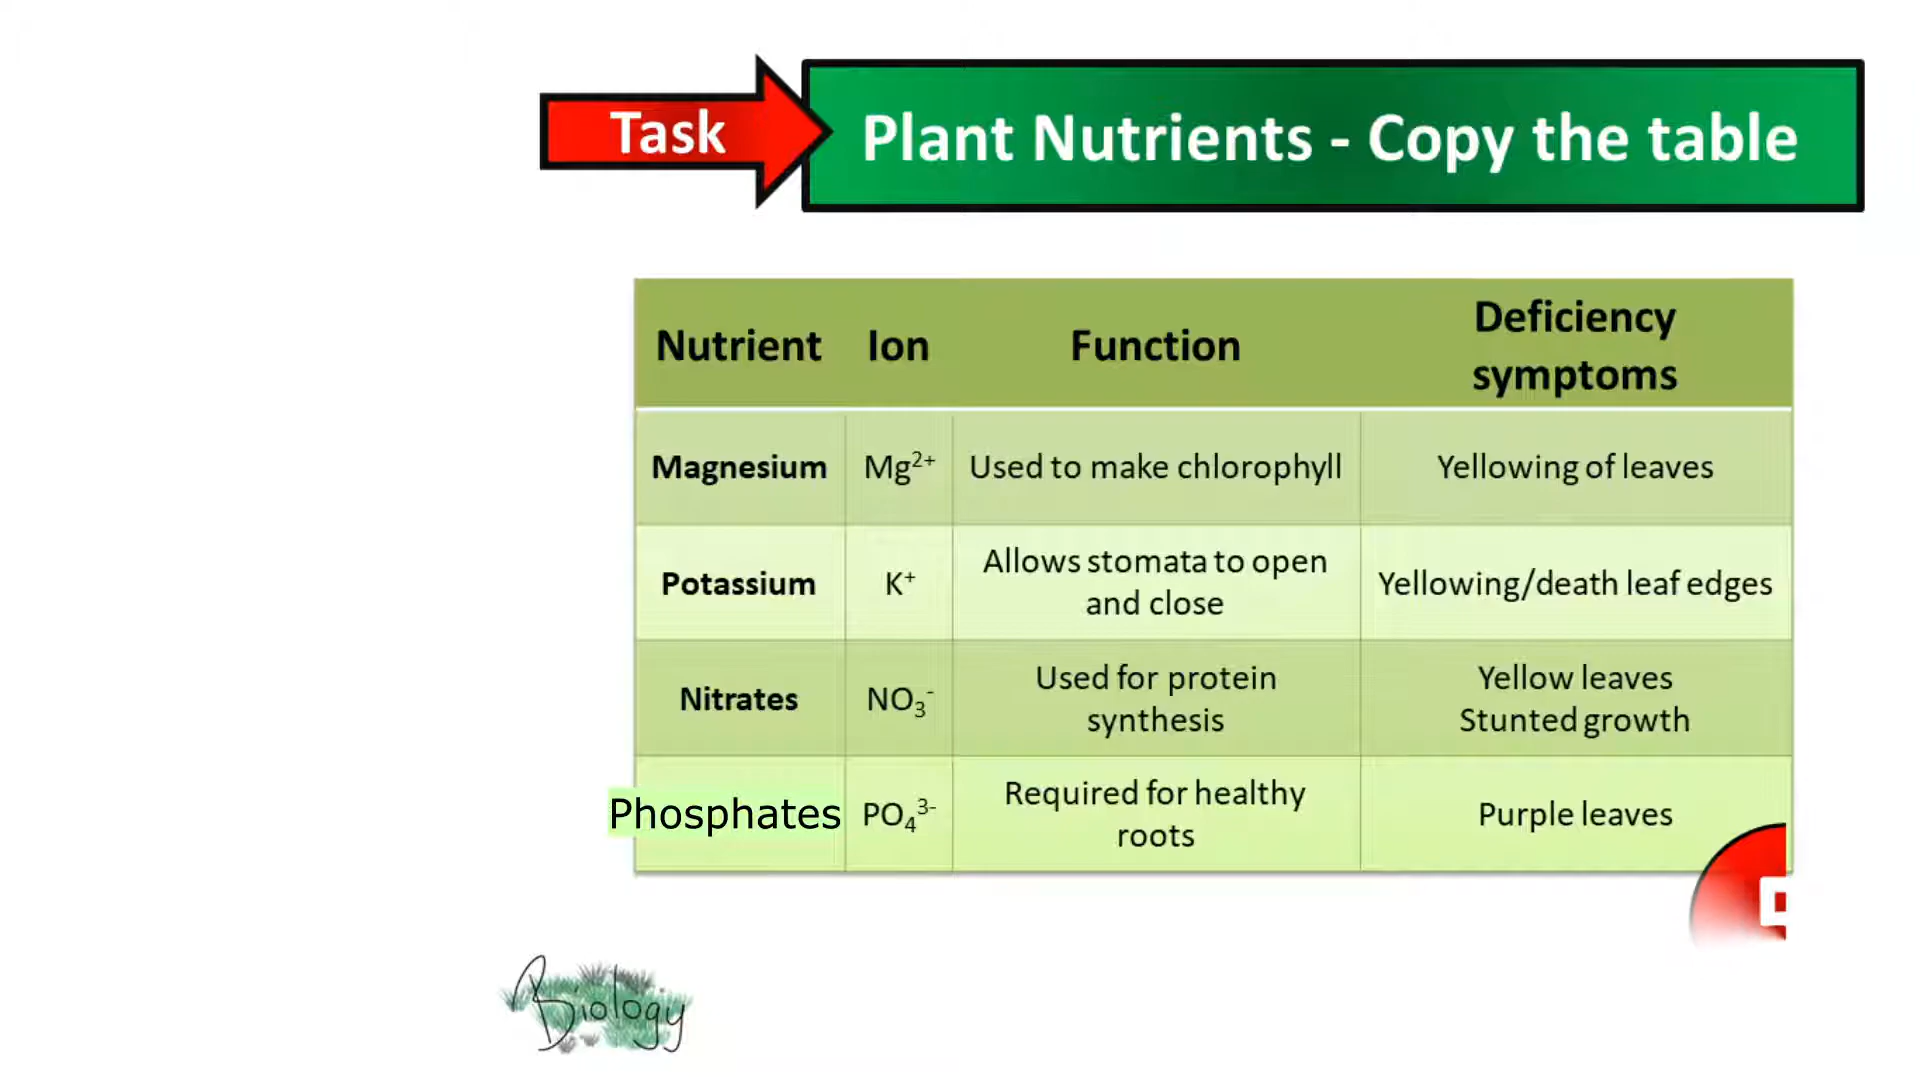 Task
Plant Nutrients - Copy the table
Nutrient Ion Function Deficiency symptoms
Magnesium Mg2+ Used to make chlorophyll Yellowing of leaves
Potassium K+ Allows stomata to open and close Yellowing/death leaf edges
Nitrates NO3- Used for protein synthesis Yellow leaves Stunted growth
Phosphates PO43- Required for healthy roots Purple leaves
Biology